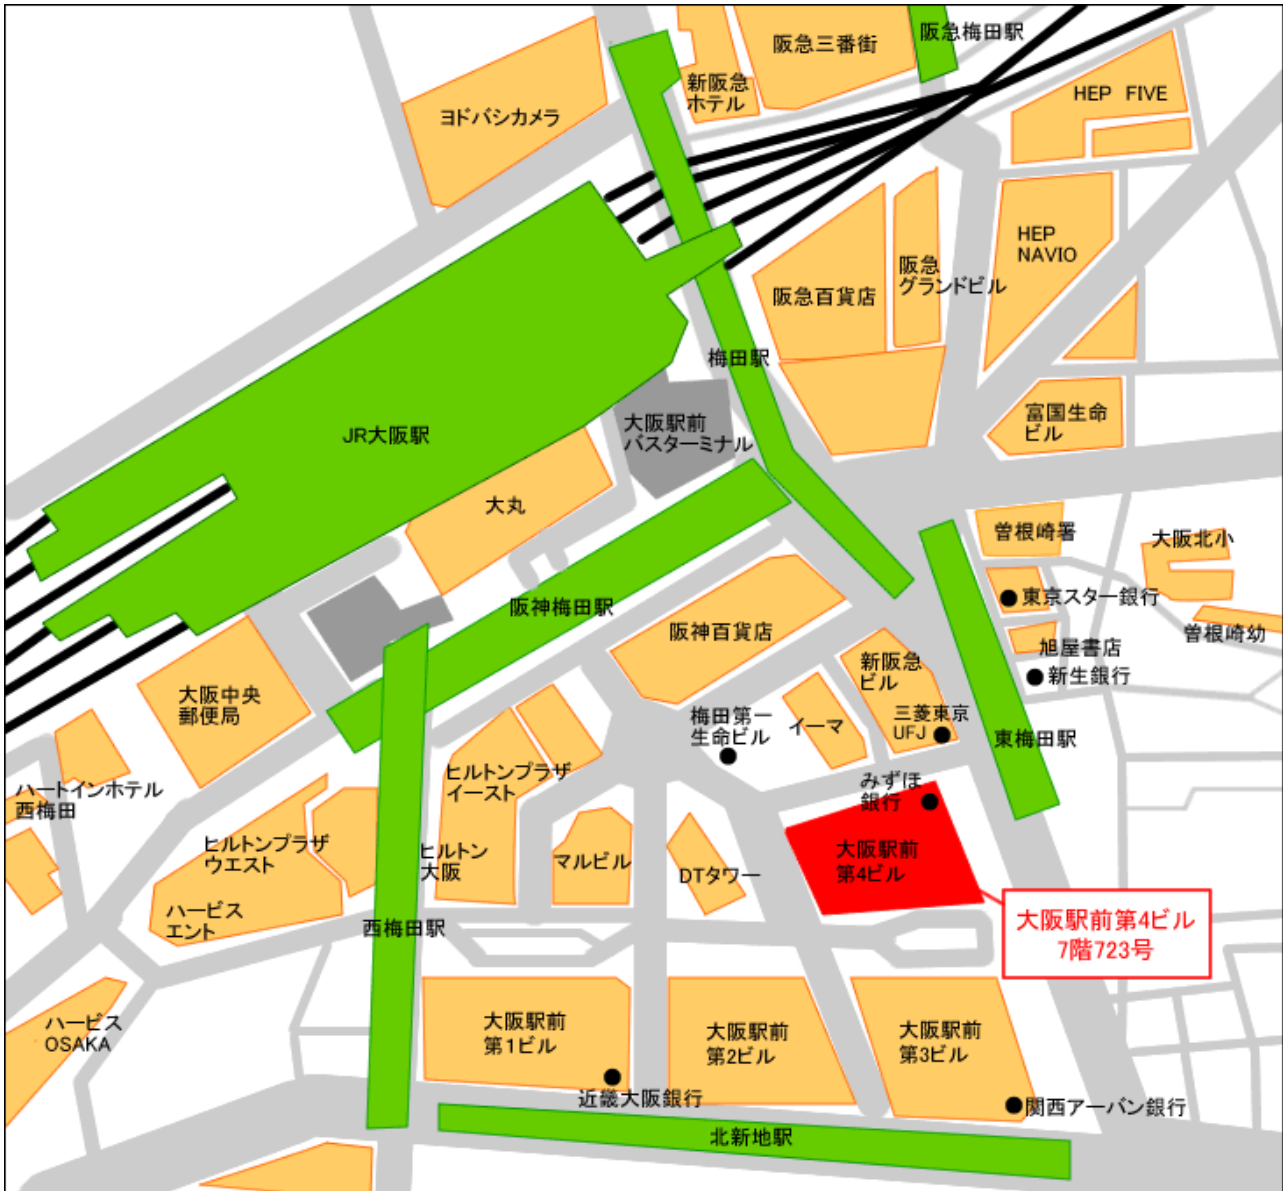 阪急梅田駅
阪急三番街
新阪急
ホテル
HEP FIVE
ヨドバシカメラ
HEP
NAVIO
阪急
グランドビル
阪急百貨店
梅田駅
大阪駅前
バスターミナル
JR大阪駅
富国生命
ビル
大丸
曽根崎署
大阪北小
東京スター銀行
阪神梅田駅
阪神百貨店
曽根崎幼
旭屋書店
新生銀行
新阪急
ビル
大阪中央
郵便局
梅田第一
生命ビル
イーマ
三菱東京
UFJ
東梅田駅
ハートインホテル
西梅田
ヒルトンプラザ
イースト
みずほ
銀行
ヒルトンプラザ
ウエスト
ヒルトン
大阪
マルビル
DTタワー
大阪駅前
第4ビル
ハービス
エント
西梅田駅
大阪駅前第4ビル
7階723号
ハービス
OSAKA
大阪駅前
第1ビル
大阪駅前
第2ビル
大阪駅前
第3ビル
近畿大阪銀行
関西アーバン銀行
北新地駅